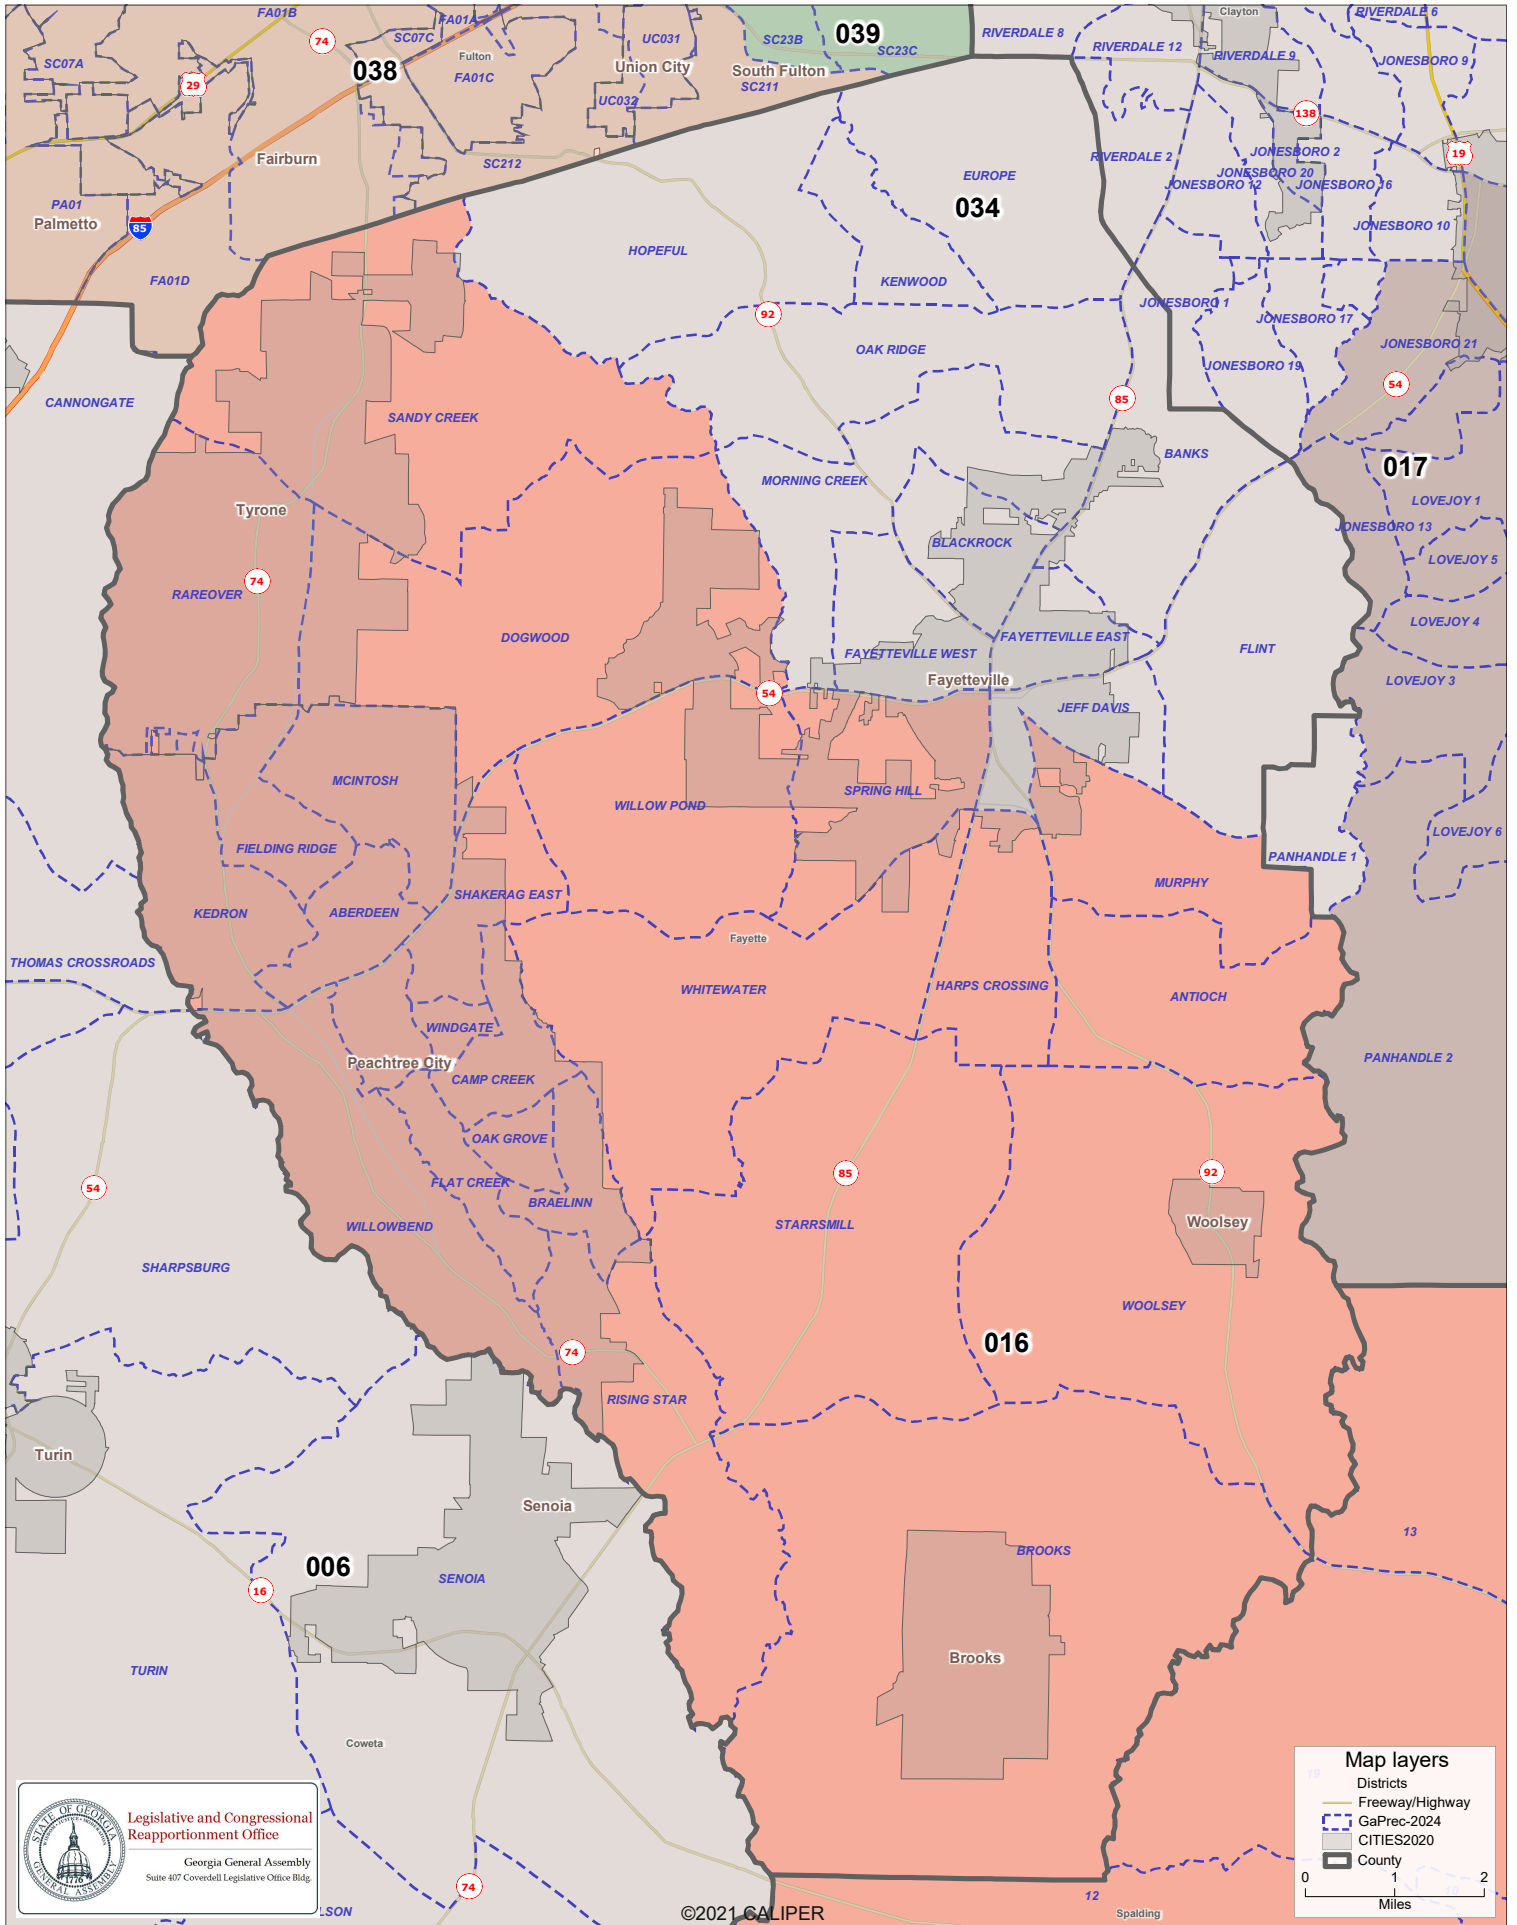 FA01B
74
SC07C
FA01A
Fulton
UC031
SC23B
039
SC23C
RIVERDALE 8
Clayton
RIVERDALE 6
RIVERDALE 12
RIVERDALE 9
JONESBORO 9
SC07A
29
038
FA01C
Union City
South Fulton
SC211
UC032
138
Fairburn
SC212
RIVERDALE 2
JONESBORO 2
19
EUROPE
JONESBORO 20
JONESBORO 12
JONESBORO 16
PA01
Palmetto
85
034
JONESBORO 10
HOPEFUL
FA01D
KENWOOD
92
JONESBORO 1
JONESBORO 17
OAK RIDGE
JONESBORO 21
JONESBORO 19
54
CANNONGATE
85
SANDY CREEK
BANKS
017
MORNING CREEK
Tyrone
LOVEJOY 1
JONESBORO 13
BLACKROCK
LOVEJOY 5
74
RAREOVER
LOVEJOY 4
DOGWOOD
FAYETTEVILLE EAST
FAYETTEVILLE WEST
FLINT
Fayetteville
LOVEJOY 3
54
JEFF DAVIS
MCINTOSH
WILLOW POND
SPRING HILL
LOVEJOY 6
FIELDING RIDGE
PANHANDLE 1
SHAKERAG EAST
MURPHY
KEDRON
ABERDEEN
Fayette
THOMAS CROSSROADS
WHITEWATER
HARPS CROSSING
ANTIOCH
WINDGATE
Peachtree City
PANHANDLE 2
CAMP CREEK
OAK GROVE
54
FLAT CREEK
85
92
BRAELINN
WILLOWBEND
STARRSMILL
Woolsey
SHARPSBURG
WOOLSEY
016
74
RISING STAR
Turin
Senoia
13
BROOKS
006
SENOIA
16
Brooks
TURIN
Coweta
Map layers
Districts
Freeway/Highway
GaPrec-2024
CITIES2020
County
0 1 2
Miles
19
10
STATE OF GEORGIA
GENERAL ASSEMBLY
1776
Legislative and Congressional
Reapportionment Office
Georgia General Assembly
Suite 407 Coverdell Legislative Office Bldg.
74
LSON
©2021 CALIPER
12
Spalding